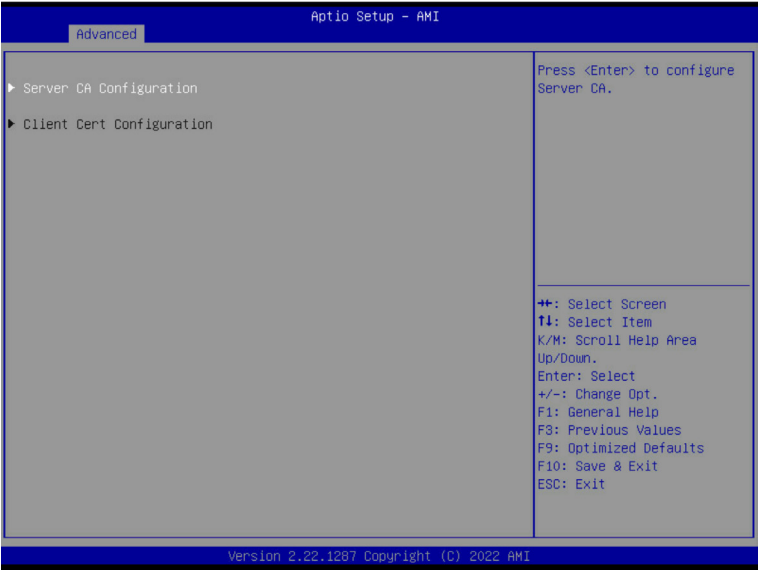 Aptio Setup – AMI
Advanced
Server CA Configuration
Client Cert Configuration
Press <Enter> to configure
Server CA.
→←: Select Screen
↑↓: Select Item
K/M: Scroll Help Area
Up/Down.
Enter: Select
+/-: Change Opt.
F1: General Help
F3: Previous Values
F9: Optimized Defaults
F10: Save & Exit
ESC: Exit
Version 2.22.1287 Copyright (C) 2022 AMI